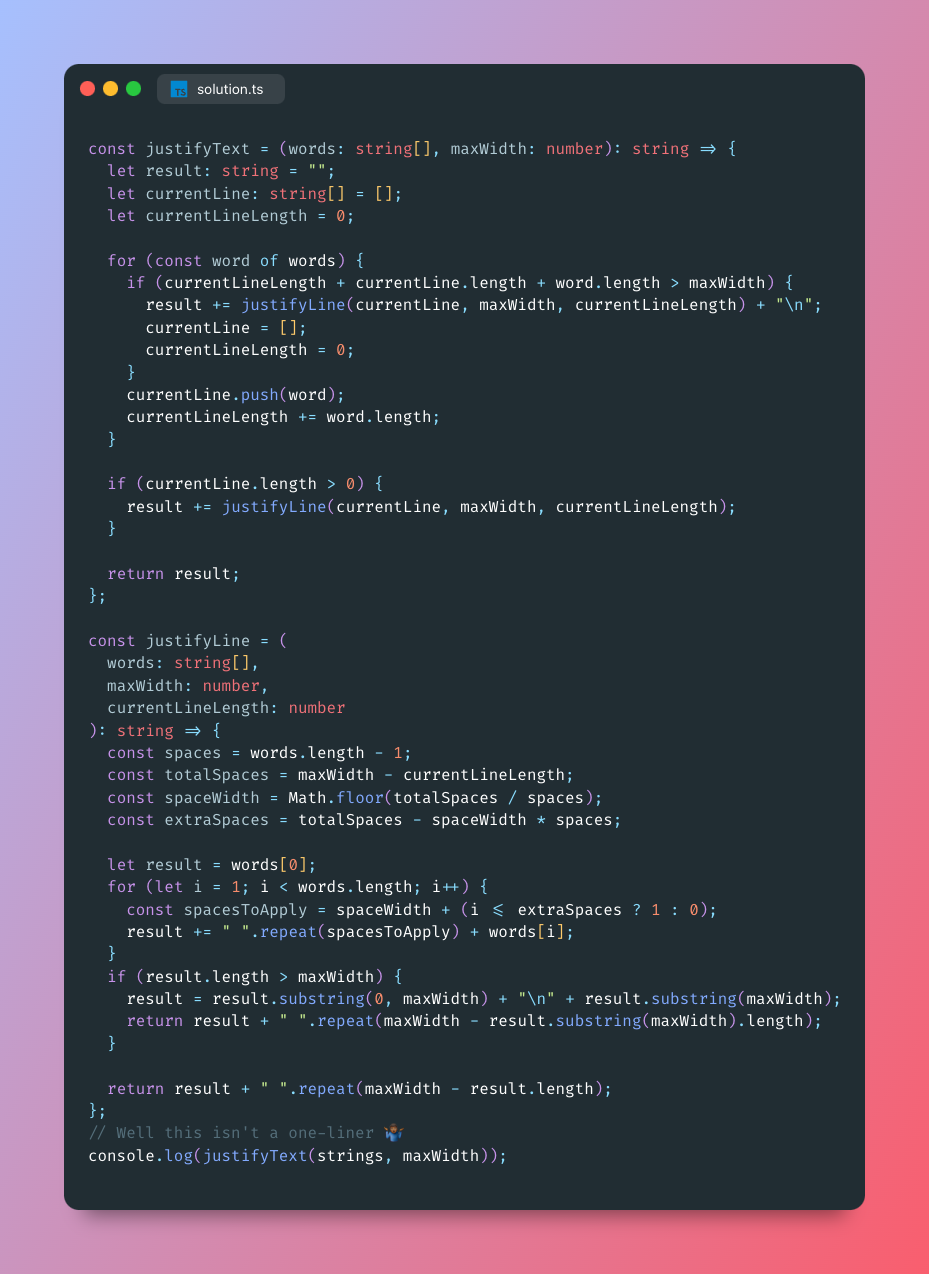 TS solution.ts
const justifyText = (words: string[], maxWidth: number): string => {
  let result: string = "";
  let currentLine: string[] = [];
  let currentLineLength = 0;

  for (const word of words) {
    if (currentLineLength + currentLine.length + word.length > maxWidth) {
      result += justifyLine(currentLine, maxWidth, currentLineLength) + "\n";
      currentLine = [];
      currentLineLength = 0;
    }
    currentLine.push(word);
    currentLineLength += word.length;
  }

  if (currentLine.length > 0) {
    result += justifyLine(currentLine, maxWidth, currentLineLength);
  }

  return result;
};

const justifyLine = (
  words: string[],
  maxWidth: number,
  currentLineLength: number
): string => {
  const spaces = words.length - 1;
  const totalSpaces = maxWidth - currentLineLength;
  const spaceWidth = Math.floor(totalSpaces / spaces);
  const extraSpaces = totalSpaces - spaceWidth * spaces;

  let result = words[0];
  for (let i = 1; i < words.length; i++) {
    const spacesToApply = spaceWidth + (i <= extraSpaces ? 1 : 0);
    result += " ".repeat(spacesToApply) + words[i];
  }
  if (result.length > maxWidth) {
    result = result.substring(0, maxWidth) + "\n" + result.substring(maxWidth);
    return result + " ".repeat(maxWidth - result.substring(maxWidth).length);
  }

  return result + " ".repeat(maxWidth - result.length);
};
// Well this isn't a one-liner 🤷🏾‍♂️
console.log(justifyText(strings, maxWidth));